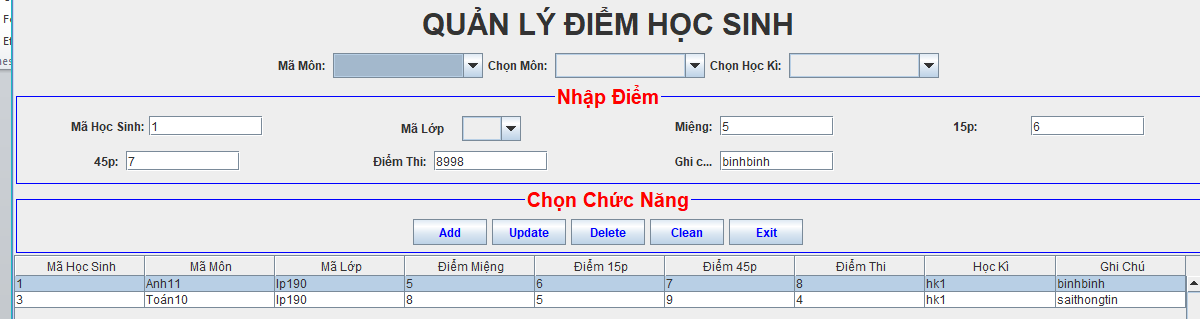 QUẢN LÝ ĐIỂM HỌC SINH
Mã Môn: Chọn Môn: Chọn Học Kì:
Nhập Điểm
Mã Học Sinh: 1 Mã Lớp Miệng: 5 15p: 6
45p: 7 Điểm Thi: 8998 Ghi c... binhbinh
Chọn Chức Năng
Add Update Delete Clean Exit
Mã Học Sinh Mã Môn Mã Lớp Điểm Miệng Điểm 15p Điểm 45p Điểm Thi Học Kì Ghi Chú
1 Anh11 lp190 5 6 7 8 hk1 binhbinh
3 Toán10 lp190 8 5 9 4 hk1 saithongtin